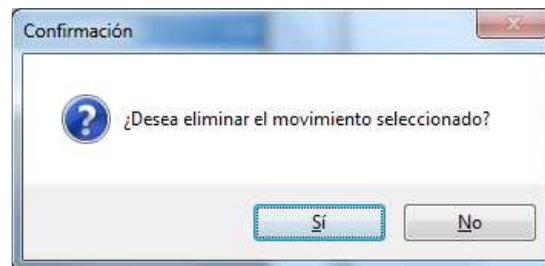 Confirmación
¿Desea eliminar el movimiento seleccionado?
Sí
No